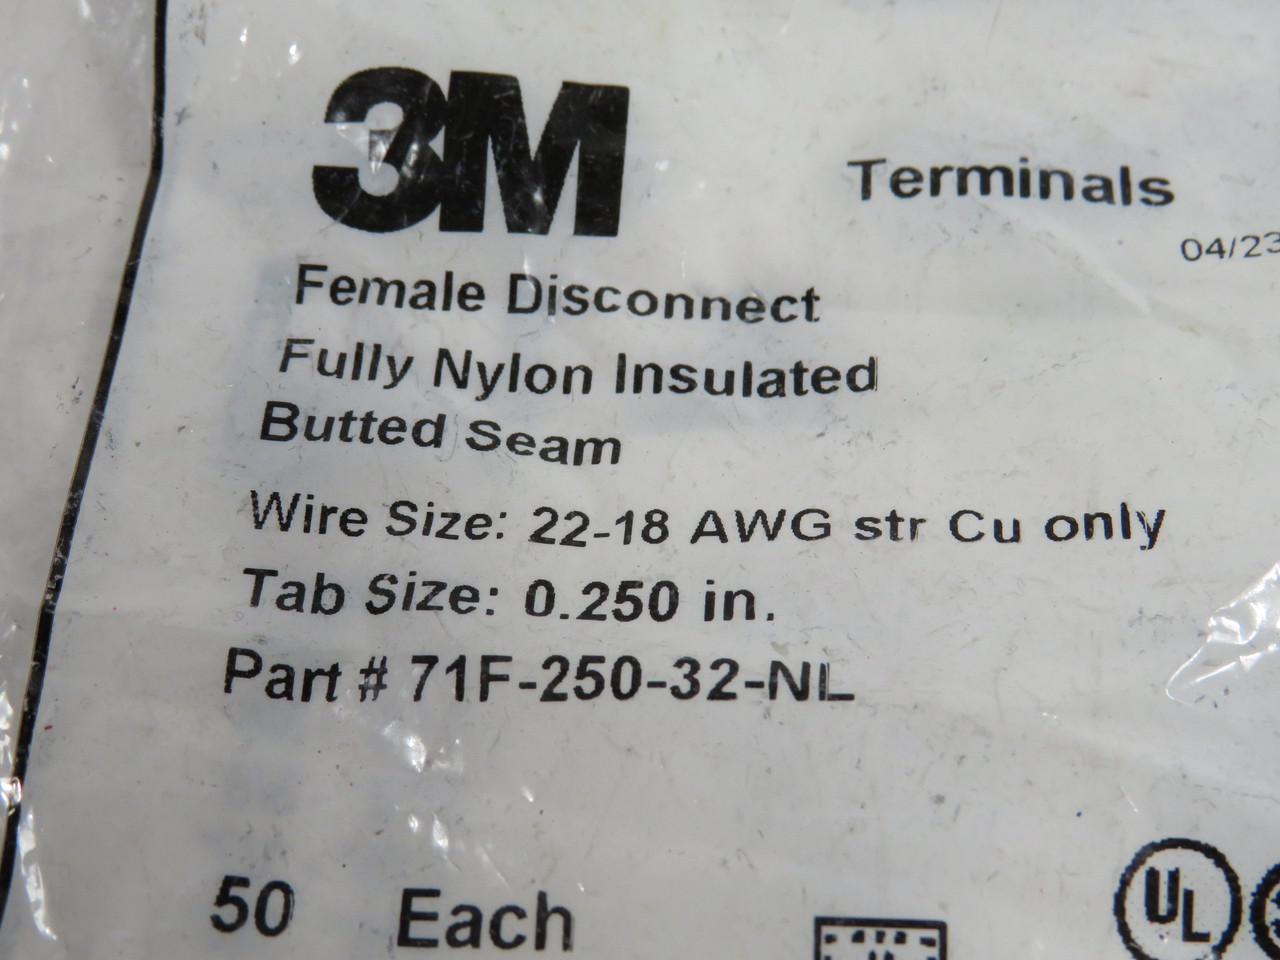 3M
Terminals
04/23
Female Disconnect
Fully Nylon Insulated
Butted Seam
Wire Size: 22-18 AWG str Cu only
Tab Size: 0.250 in.
Part # 71F-250-32-NL
50 Each
UL